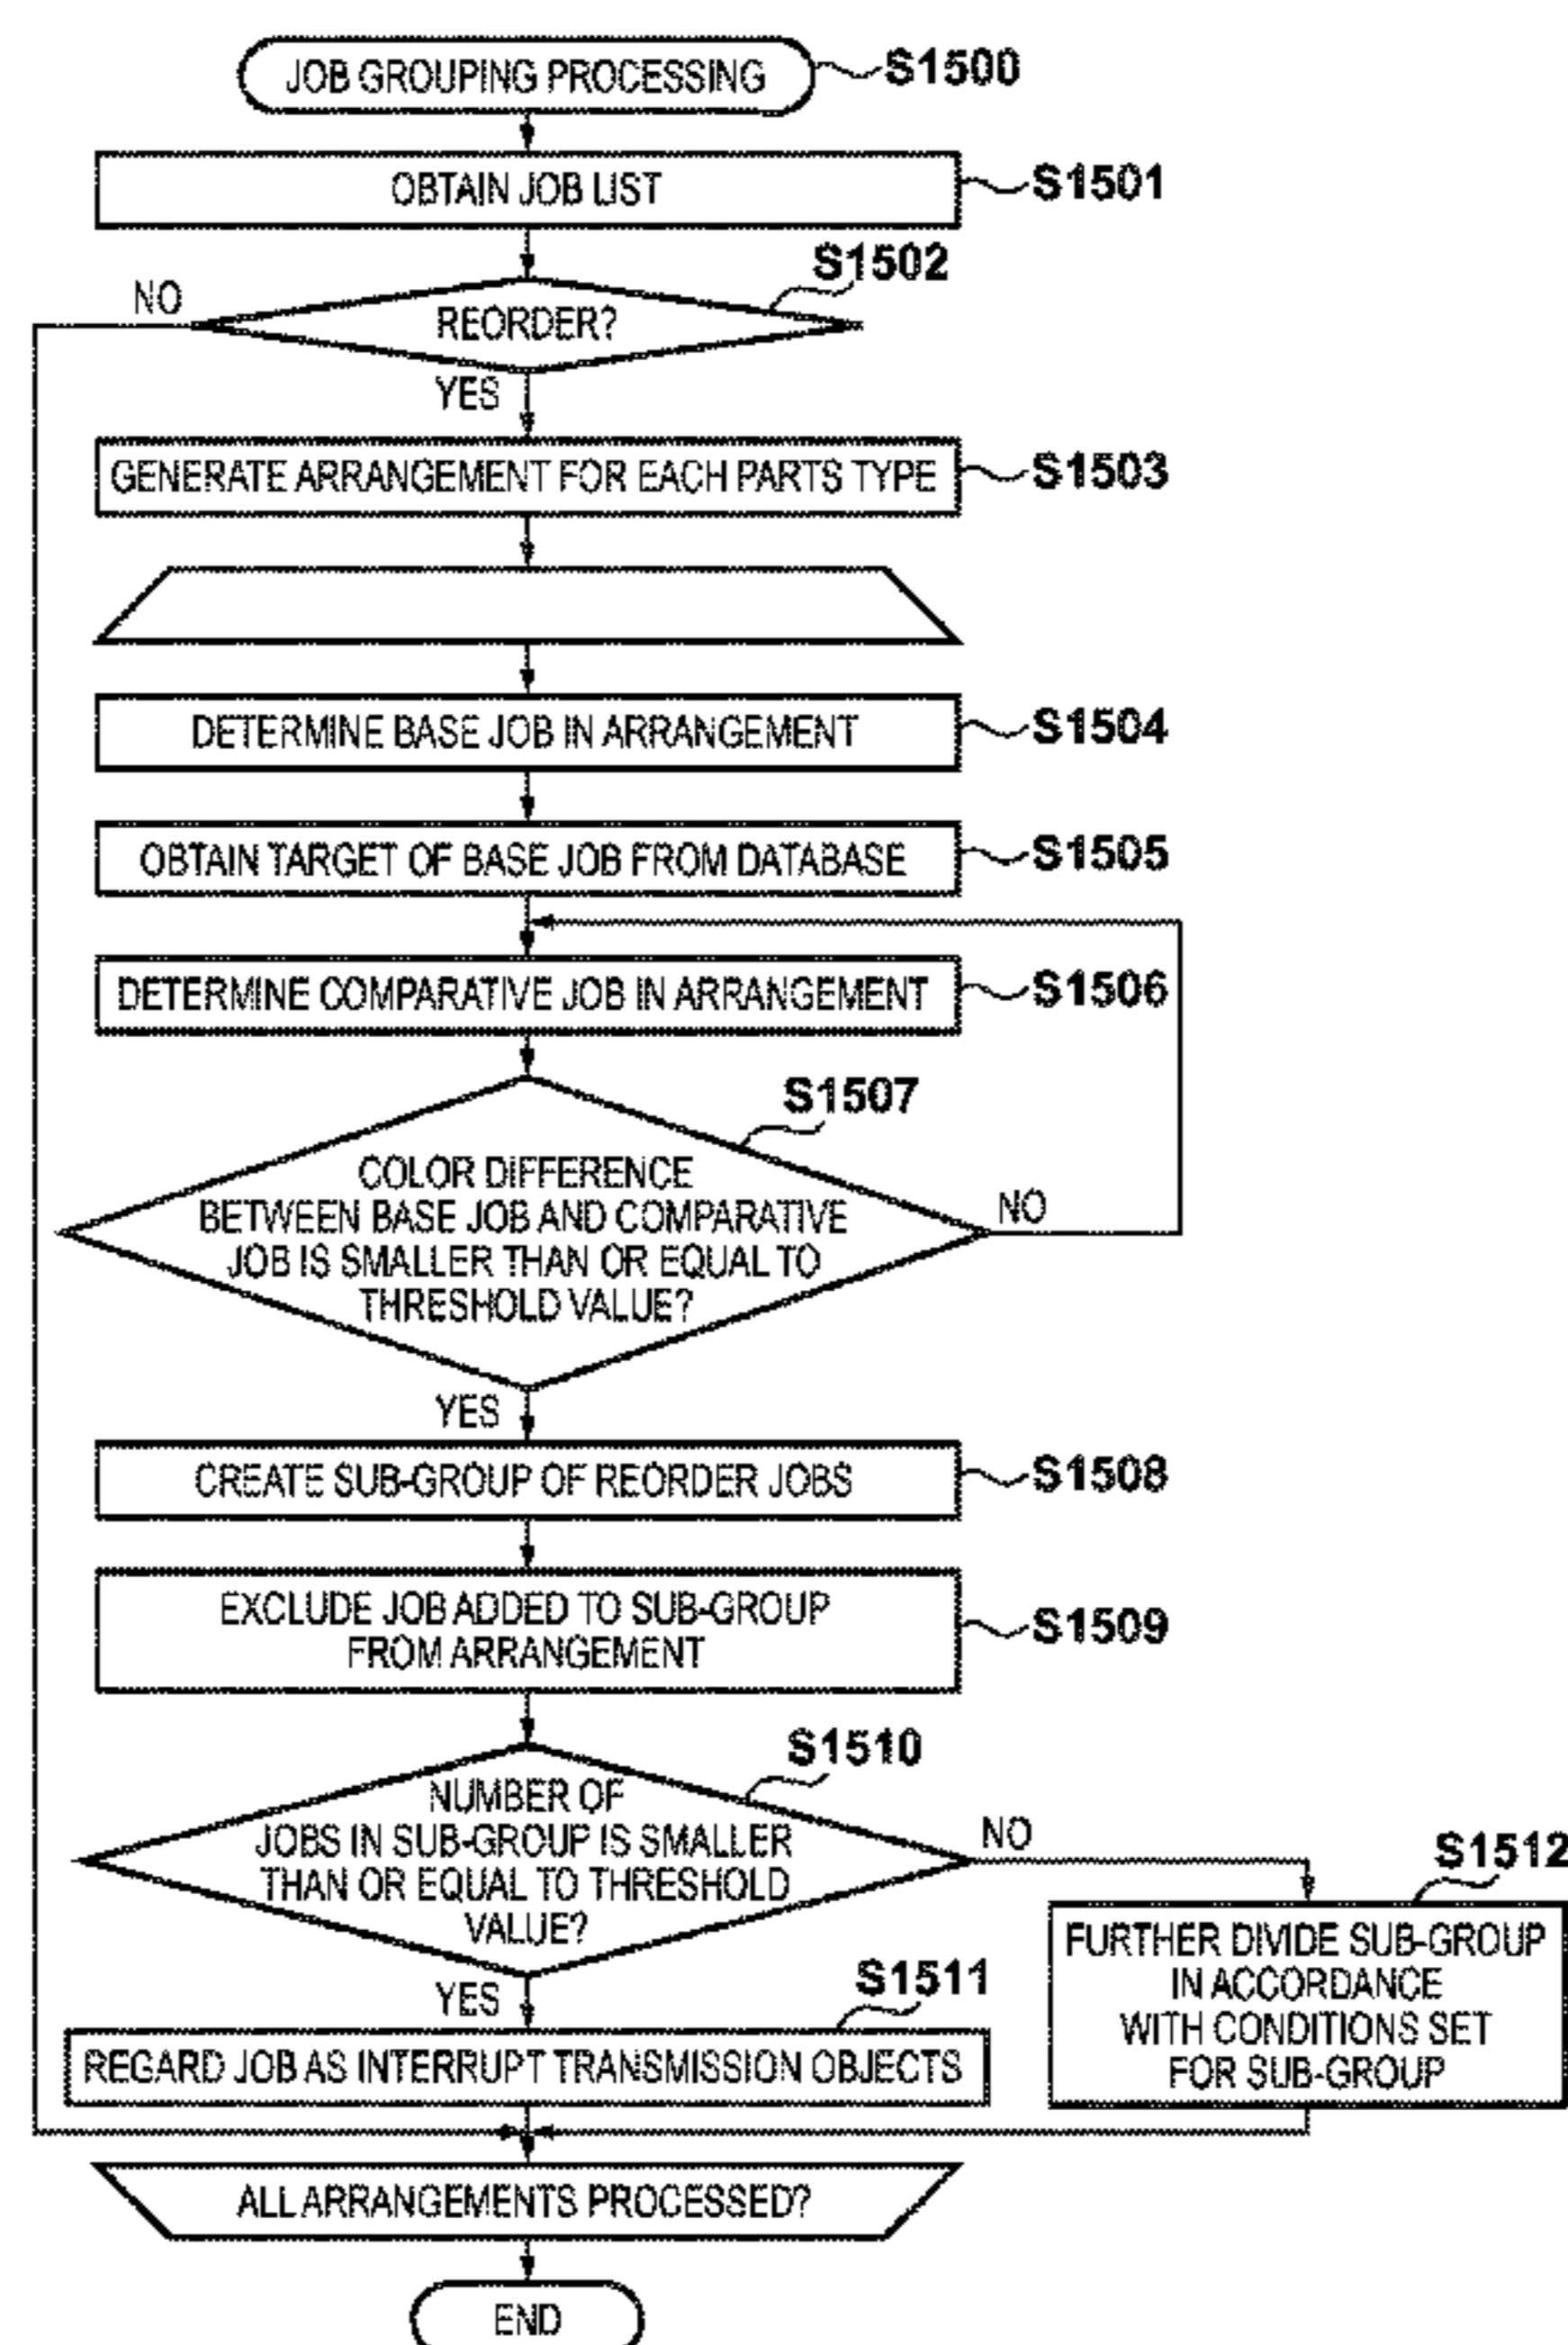 JOB GROUPING PROCESSING
S1500
OBTAIN JOB LIST
S1501
S1502
NO
REORDER?
YES
GENERATE ARRANGEMENT FOR EACH PARTS TYPE
S1503
DETERMINE BASE JOB IN ARRANGEMENT
S1504
OBTAIN TARGET OF BASE JOB FROM DATABASE
S1505
DETERMINE COMPARATIVE JOB IN ARRANGEMENT
S1506
S1507
COLOR DIFFERENCE
BETWEEN BASE JOB AND COMPARATIVE
JOB IS SMALLER THAN OR EQUAL TO
THRESHOLD VALUE?
NO
YES
CREATE SUB-GROUP OF REORDER JOBS
S1508
EXCLUDE JOB ADDED TO SUB-GROUP
FROM ARRANGEMENT
S1509
S1510
NUMBER OF
JOBS IN SUB-GROUP IS SMALLER
THAN OR EQUAL TO THRESHOLD
VALUE?
NO
S1512
FURTHER DIVIDE SUB-GROUP
IN ACCORDANCE
WITH CONDITIONS SET
FOR SUB-GROUP
YES
S1511
REGARD JOB AS INTERRUPT TRANSMISSION OBJECTS
ALL ARRANGEMENTS PROCESSED?
END